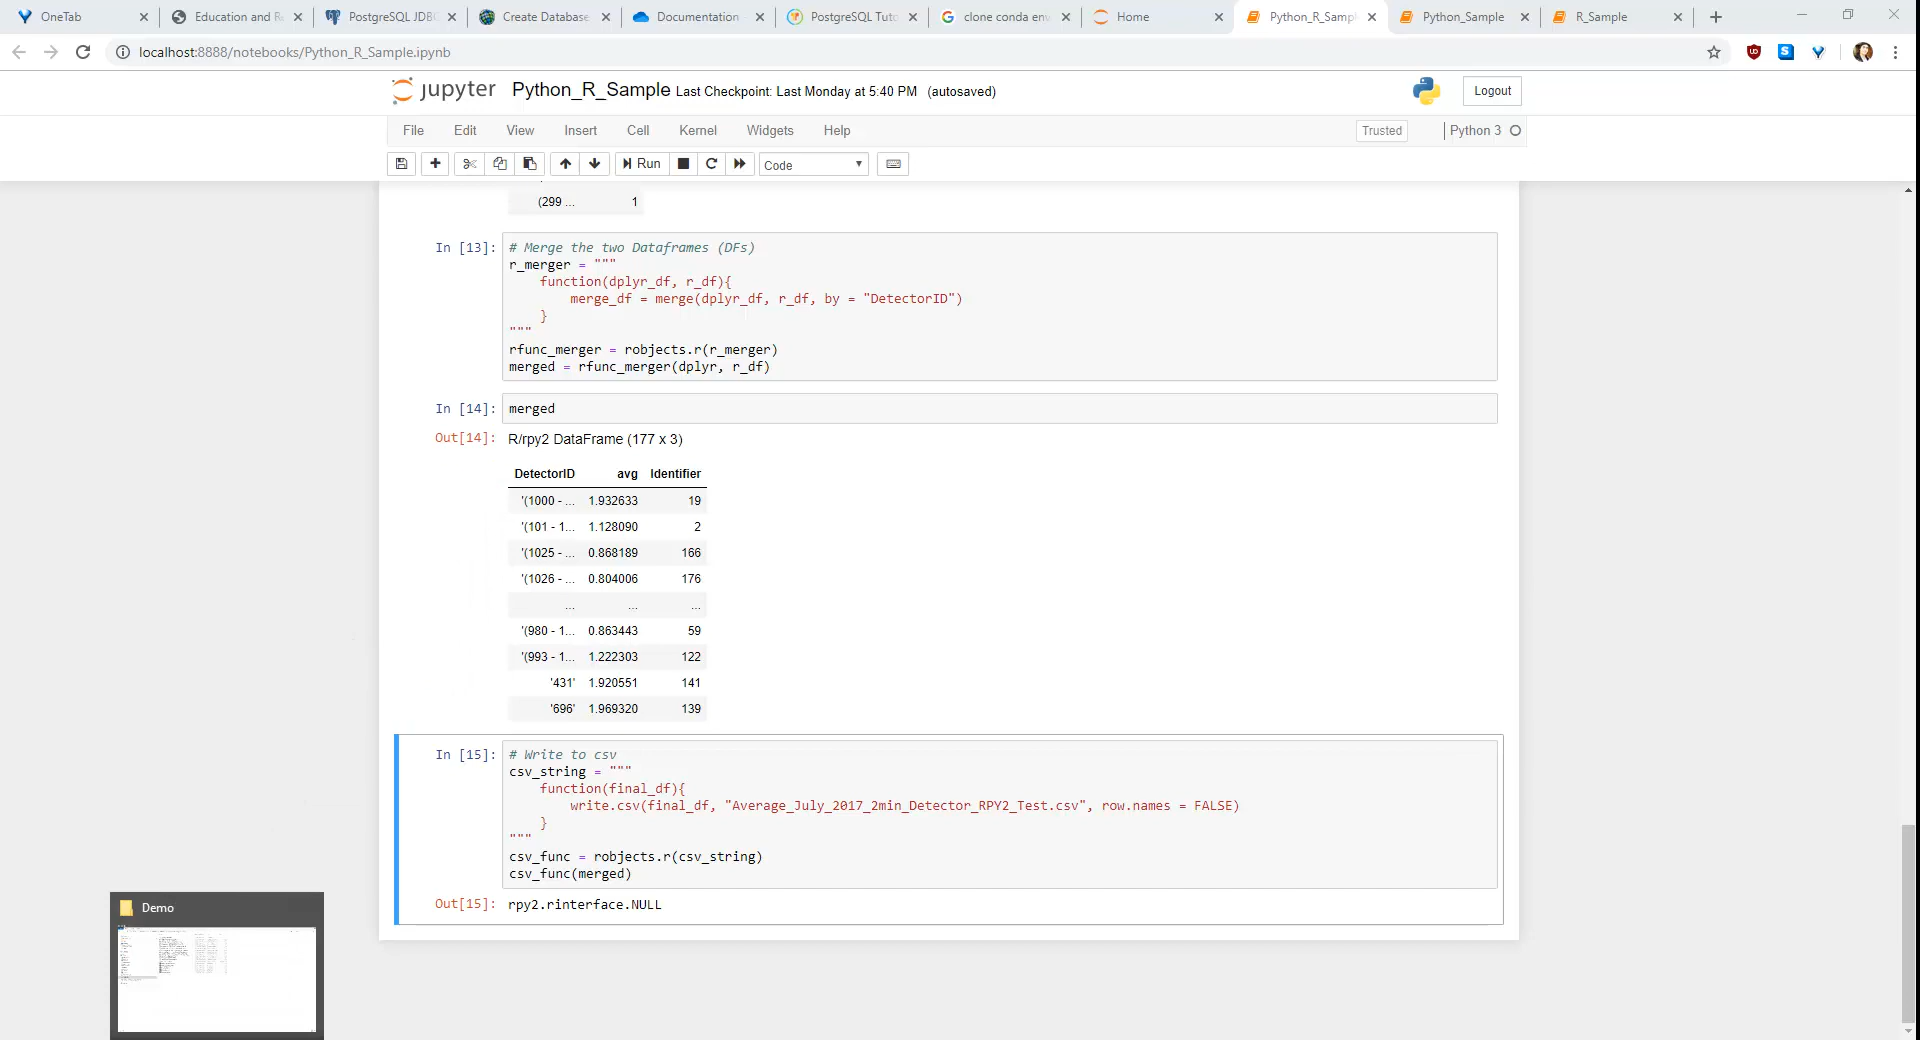 OneTab
Education and R
PostgreSQL JDBC
Create Database
Documentation
PostgreSQL Tuto
clone conda env
Home
Python_R_Sampl
Python_Sample
R_Sample
localhost:8888/notebooks/Python_R_Sample.ipynb
jupyter Python_R_Sample Last Checkpoint: Last Monday at 5:40 PM (autosaved)
Logout
File Edit View Insert Cell Kernel Widgets Help
Trusted
Python 3
Run
Code
(299 ... 1
In [13]: # Merge the two Dataframes (DFs)
r_merger = """
function(dplyr_df, r_df){
merge_df = merge(dplyr_df, r_df, by = "DetectorID")
}
"""
rfunc_merger = robjects.r(r_merger)
merged = rfunc_merger(dplyr, r_df)
In [14]: merged
Out[14]: R/rpy2 DataFrame (177 x 3)
DetectorID avg Identifier
'(1000 - ... 1.932633 19
'(101 - 1... 1.128090 2
'(1025 - ... 0.868189 166
'(1026 - ... 0.804006 176
... ... ...
'(980 - 1... 0.863443 59
'(993 - 1... 1.222303 122
'431' 1.920551 141
'696' 1.969320 139
In [15]: # Write to csv
csv_string = """
function(final_df){
write.csv(final_df, "Average_July_2017_2min_Detector_RPY2_Test.csv", row.names = FALSE)
}
"""
csv_func = robjects.r(csv_string)
csv_func(merged)
Out[15]: rpy2.rinterface.NULL
Demo